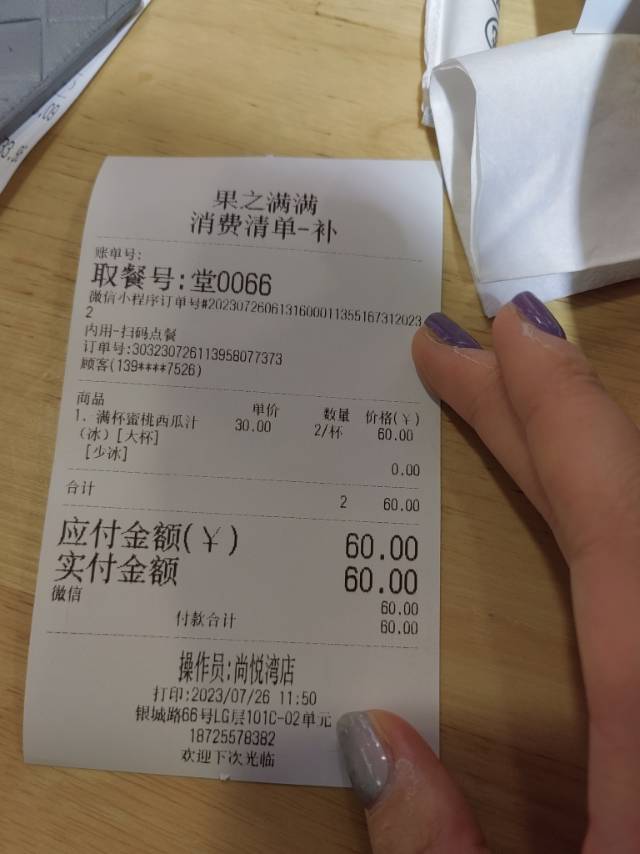 果之满满
消费清单-补
账单号:
取餐号:堂0066
微信小程序订单号#2023072606131600011355167312023
2
内用-扫码点餐
订单号:303230726113958077373
顾客(139****7526)
商品 单价 数量 价格(￥)
1. 满杯蜜桃西瓜汁 30.00 2/杯 60.00
(冰)[大杯]
[少冰] 0.00
合计 2 60.00
应付金额(￥) 60.00
实付金额 60.00
微信 60.00
付款合计 60.00
操作员:尚悦湾店
打印:2023/07/26 11:50
银城路66号LG层101C-02单元
18725578382
欢迎下次光临